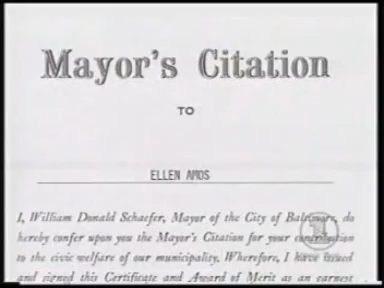 Mayor's Citation
TO
ELLEN AMOS
I, William Donald Schaefer, Mayor of the City of Baltimore, do
hereby confer upon you the Mayor's Citation for your contribution
to the civic welfare of our municipality. Wherefore, I have issued
and signed this Certificate and Award of Merit as an earnest